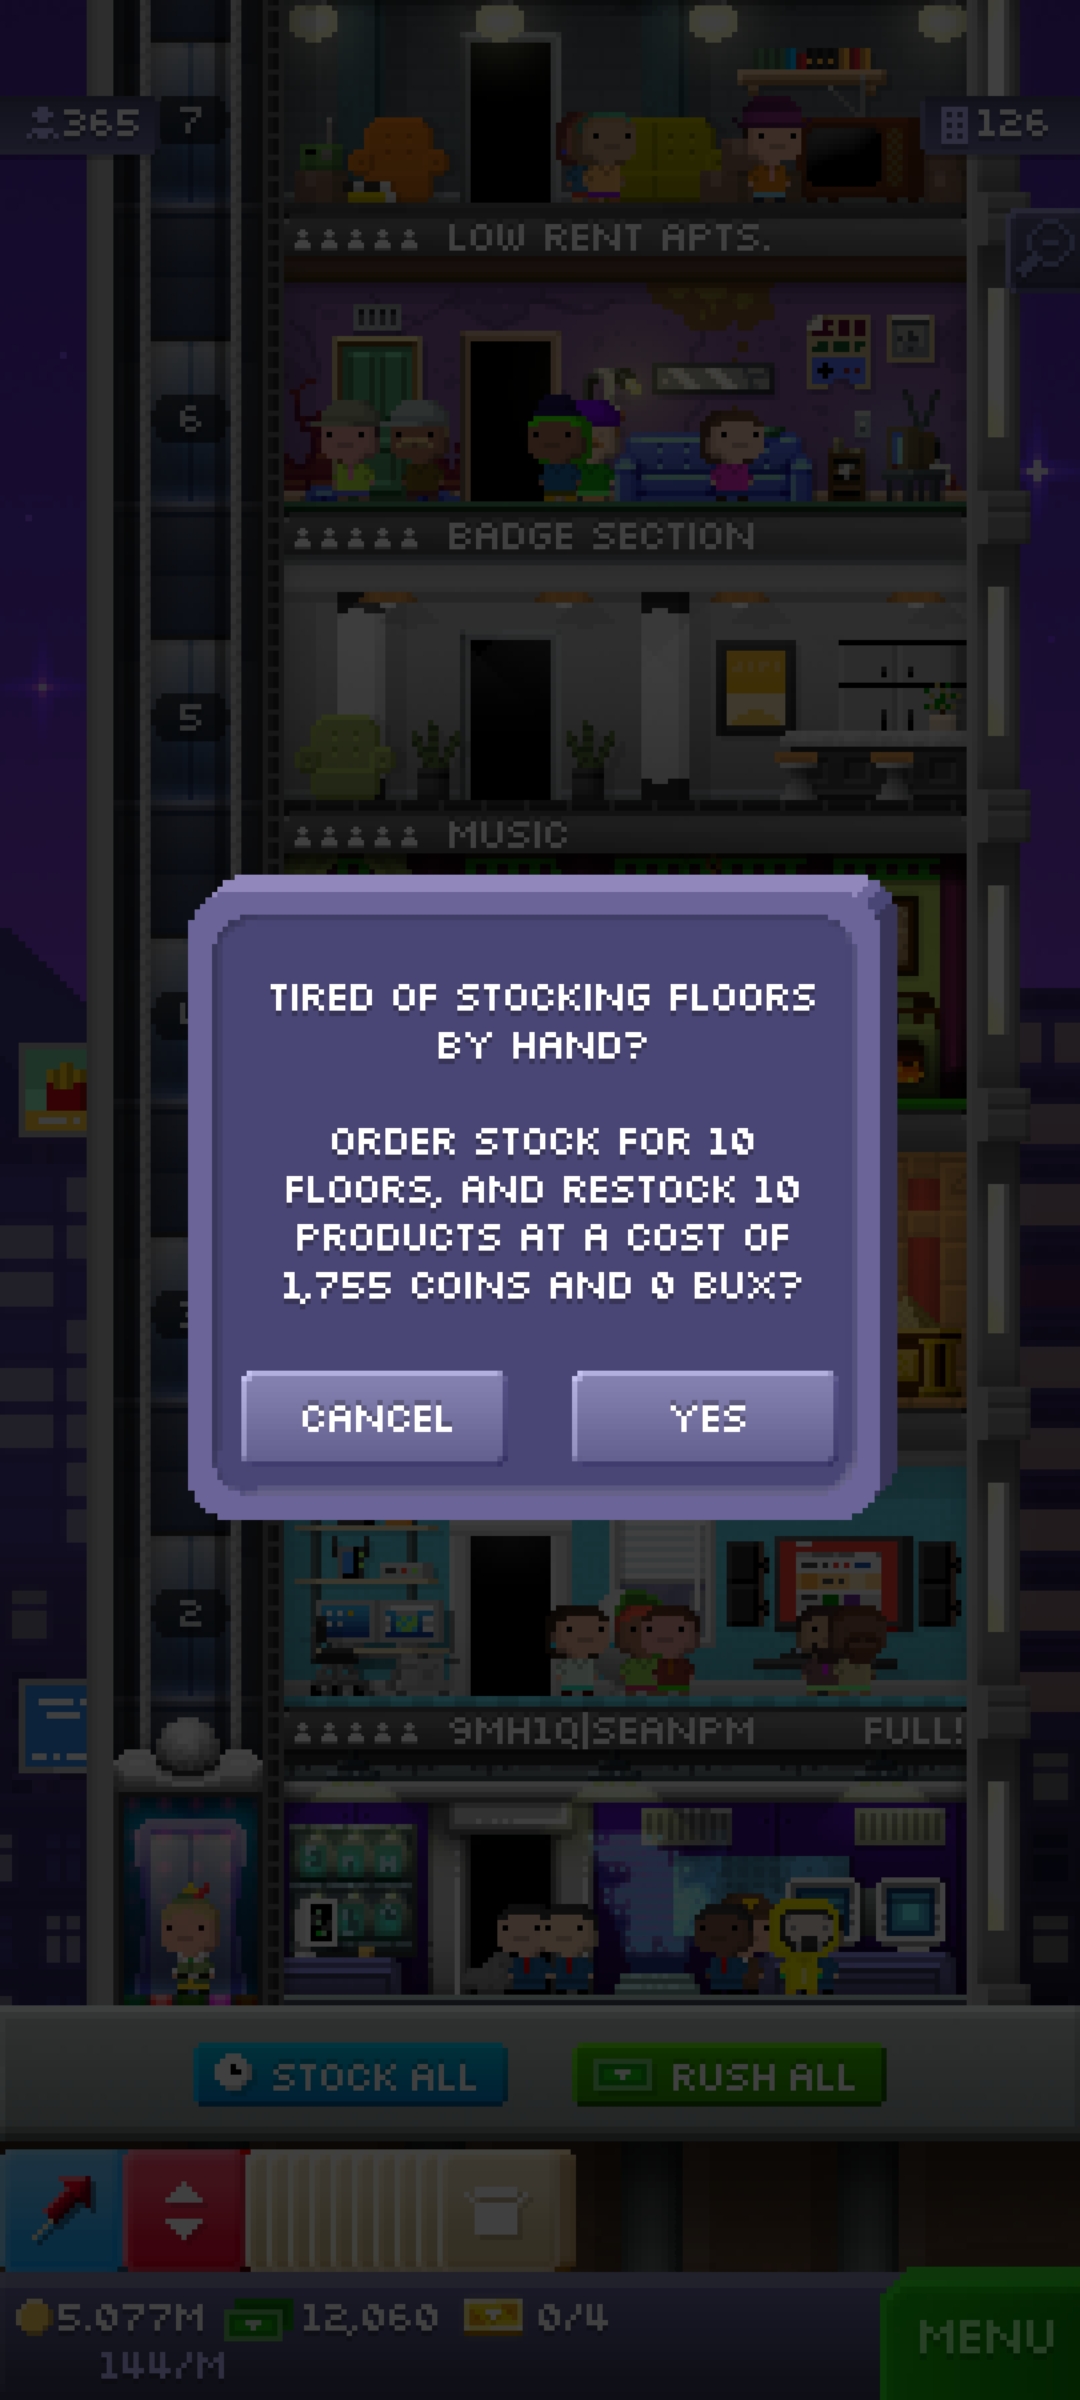 365
7
126
LOW RENT APTS.
6
BADGE SECTION
5
MUSIC
TIRED OF STOCKING FLOORS
BY HAND?
ORDER STOCK FOR 10
FLOORS, AND RESTOCK 10
PRODUCTS AT A COST OF
1,755 COINS AND 0 BUX?
CANCEL
YES
2
9MH1Q|SEANPM
FULL!
STOCK ALL
RUSH ALL
5.077M
12,060
0/4
144/M
MENU